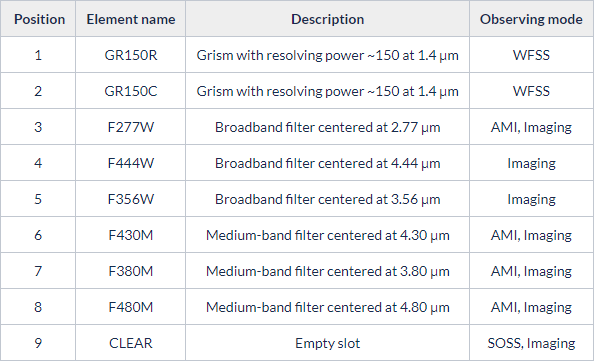 Position Element name Description Observing mode
1 GR150R Grism with resolving power ~150 at 1.4 μm WFSS
2 GR150C Grism with resolving power ~150 at 1.4 μm WFSS
3 F277W Broadband filter centered at 2.77 μm AMI, Imaging
4 F444W Broadband filter centered at 4.44 μm Imaging
5 F356W Broadband filter centered at 3.56 μm Imaging
6 F430M Medium-band filter centered at 4.30 μm AMI, Imaging
7 F380M Medium-band filter centered at 3.80 μm AMI, Imaging
8 F480M Medium-band filter centered at 4.80 μm AMI, Imaging
9 CLEAR Empty slot SOSS, Imaging